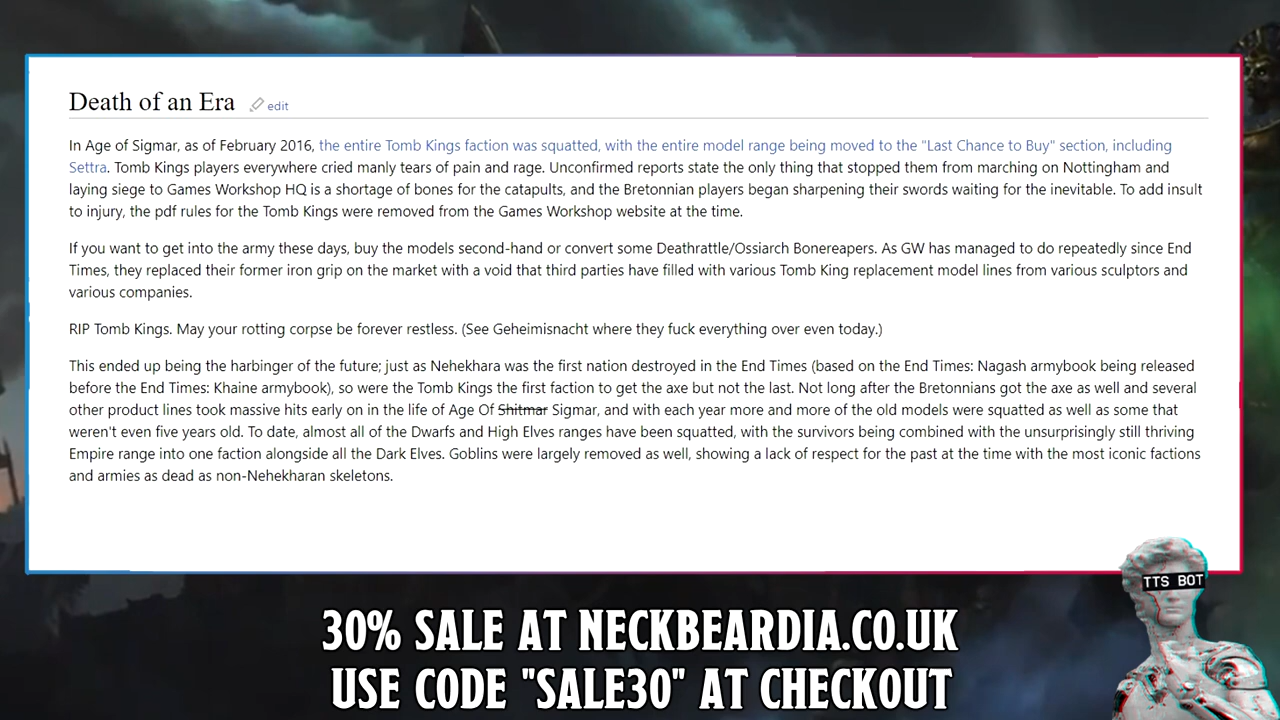 Death of an Era edit
In Age of Sigmar, as of February 2016, the entire Tomb Kings faction was squatted, with the entire model range being moved to the "Last Chance to Buy" section, including
Settra. Tomb Kings players everywhere cried manly tears of pain and rage. Unconfirmed reports state the only thing that stopped them from marching on Nottingham and
laying siege to Games Workshop HQ is a shortage of bones for the catapults, and the Bretonnian players began sharpening their swords waiting for the inevitable. To add insult
to injury, the pdf rules for the Tomb Kings were removed from the Games Workshop website at the time.
If you want to get into the army these days, buy the models second-hand or convert some Deathrattle/Ossiarch Bonereapers. As GW has managed to do repeatedly since End
Times, they replaced their former iron grip on the market with a void that third parties have filled with various Tomb King replacement model lines from various sculptors and
various companies.
RIP Tomb Kings. May your rotting corpse be forever restless. (See Geheimisnacht where they fuck everything over even today.)
This ended up being the harbinger of the future; just as Nehekhara was the first nation destroyed in the End Times (based on the End Times: Nagash armybook being released
before the End Times: Khaine armybook), so were the Tomb Kings the first faction to get the axe but not the last. Not long after the Bretonnians got the axe as well and several
other product lines took massive hits early on in the life of Age Of Shitmar Sigmar, and with each year more and more of the old models were squatted as well as some that
weren't even five years old. To date, almost all of the Dwarfs and High Elves ranges have been squatted, with the survivors being combined with the unsurprisingly still thriving
Empire range into one faction alongside all the Dark Elves. Goblins were largely removed as well, showing a lack of respect for the past at the time with the most iconic factions
and armies as dead as non-Nehekharan skeletons.
TTS BOT
30% SALE AT NECKBEARDIA.CO.UK
USE CODE "SALE30" AT CHECKOUT